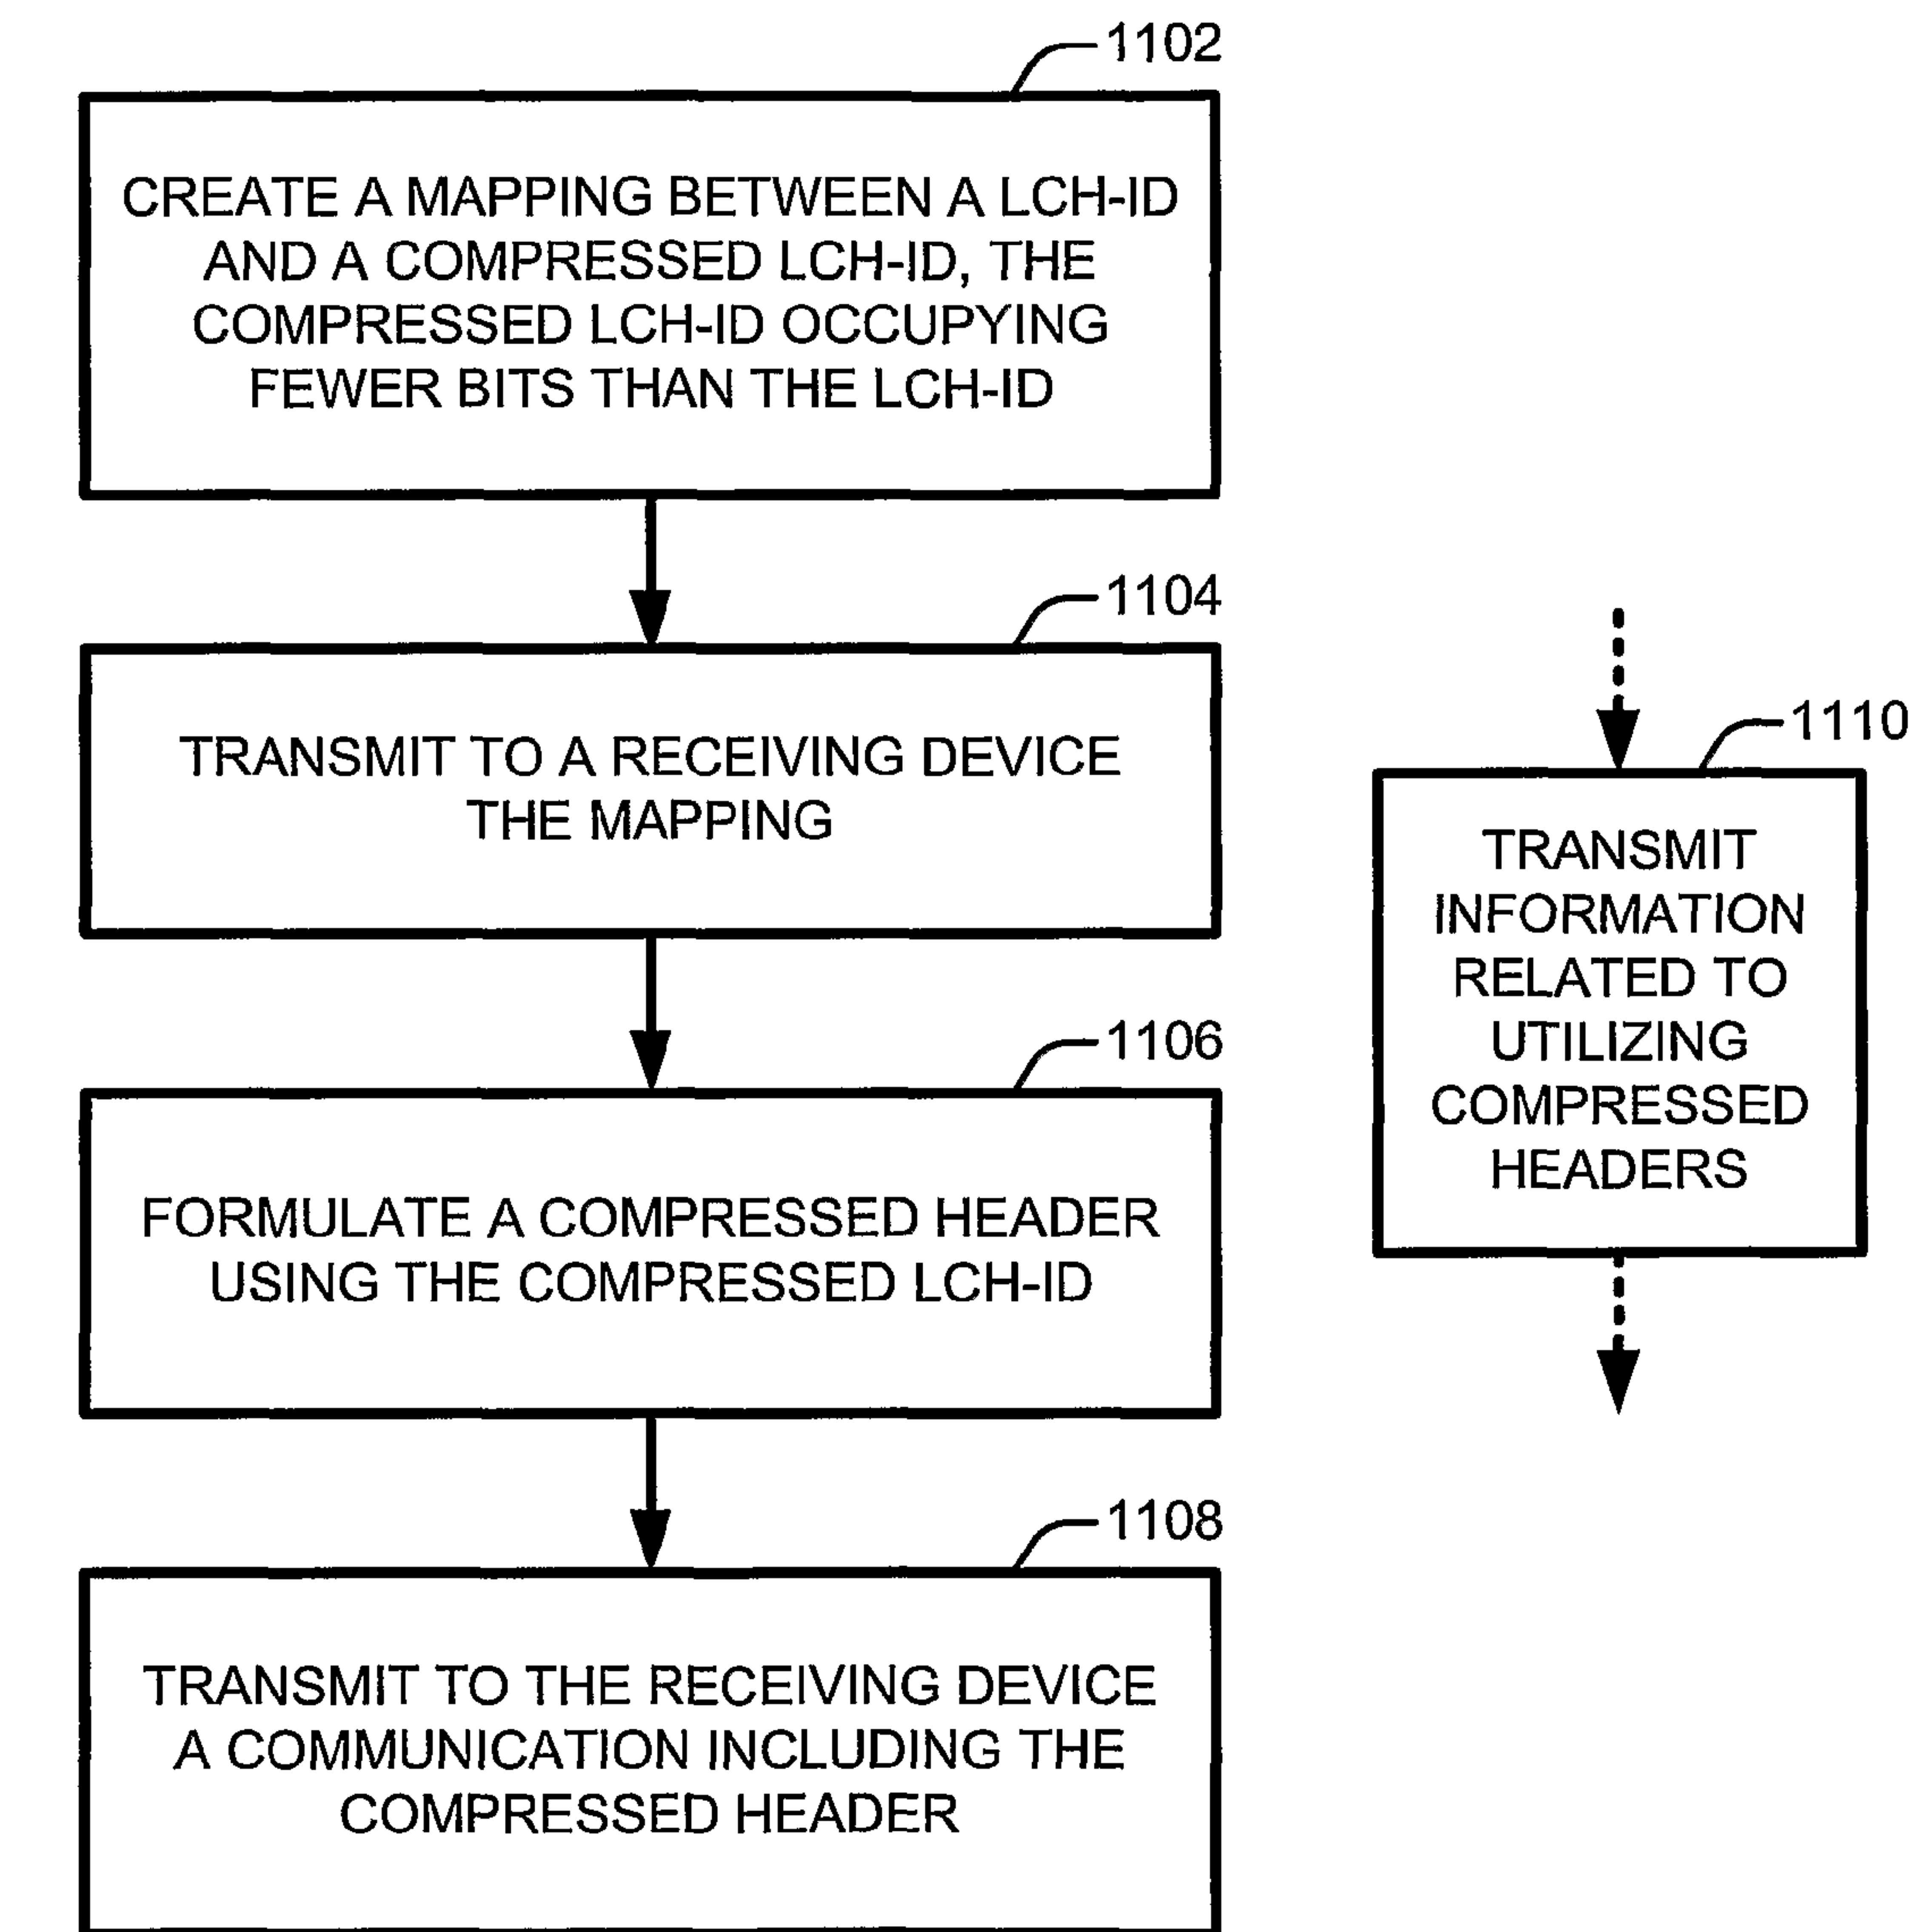 1102
CREATE A MAPPING BETWEEN A LCH-ID
AND A COMPRESSED LCH-ID, THE
COMPRESSED LCH-ID OCCUPYING
FEWER BITS THAN THE LCH-ID
1104
TRANSMIT TO A RECEIVING DEVICE
THE MAPPING
1106
FORMULATE A COMPRESSED HEADER
USING THE COMPRESSED LCH-ID
1108
TRANSMIT TO THE RECEIVING DEVICE
A COMMUNICATION INCLUDING THE
COMPRESSED HEADER
1110
TRANSMIT
INFORMATION
RELATED TO
UTILIZING
COMPRESSED
HEADERS